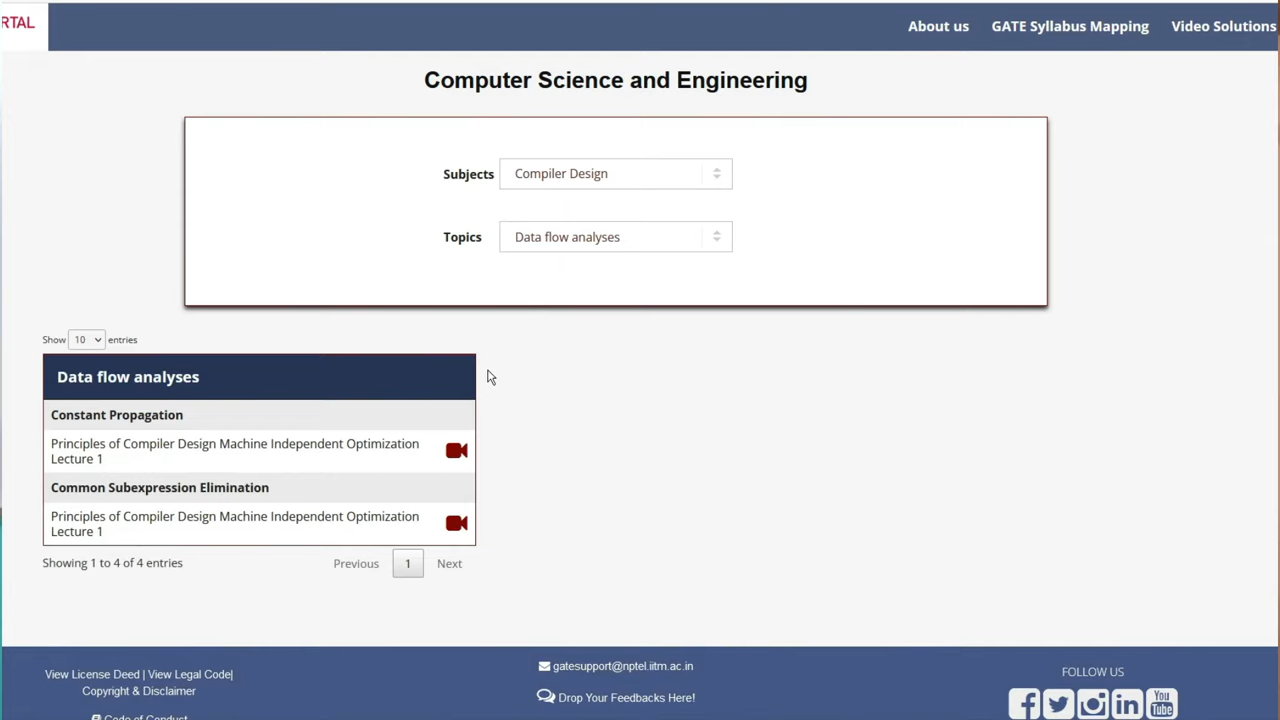 RTAL
About us GATE Syllabus Mapping Video Solutions
Computer Science and Engineering
Subjects Compiler Design
Topics Data flow analyses
Show 10 entries
Data flow analyses
Constant Propagation
Principles of Compiler Design Machine Independent Optimization
Lecture 1
Common Subexpression Elimination
Principles of Compiler Design Machine Independent Optimization
Lecture 1
Showing 1 to 4 of 4 entries Previous 1 Next
View License Deed | View Legal Code|
Copyright & Disclaimer
Code of Conduct
gatesupport@nptel.iitm.ac.in
Drop Your Feedbacks Here!
FOLLOW US
You
Tube